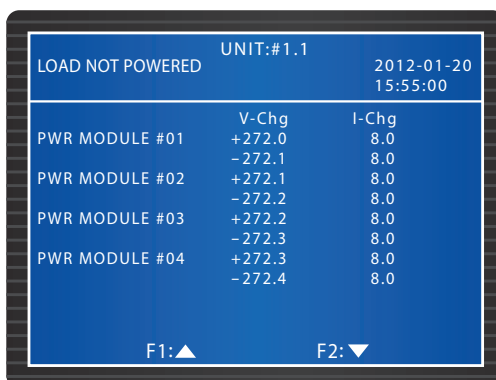 UNIT:#1.1
LOAD NOT POWERED 2012-01-20
15:55:00
V-Chg I-Chg
PWR MODULE #01 +272.0 8.0
−272.1 8.0
PWR MODULE #02 +272.1 8.0
−272.2 8.0
PWR MODULE #03 +272.2 8.0
−272.3 8.0
PWR MODULE #04 +272.3 8.0
−272.4 8.0
F1:▲ F2:▼